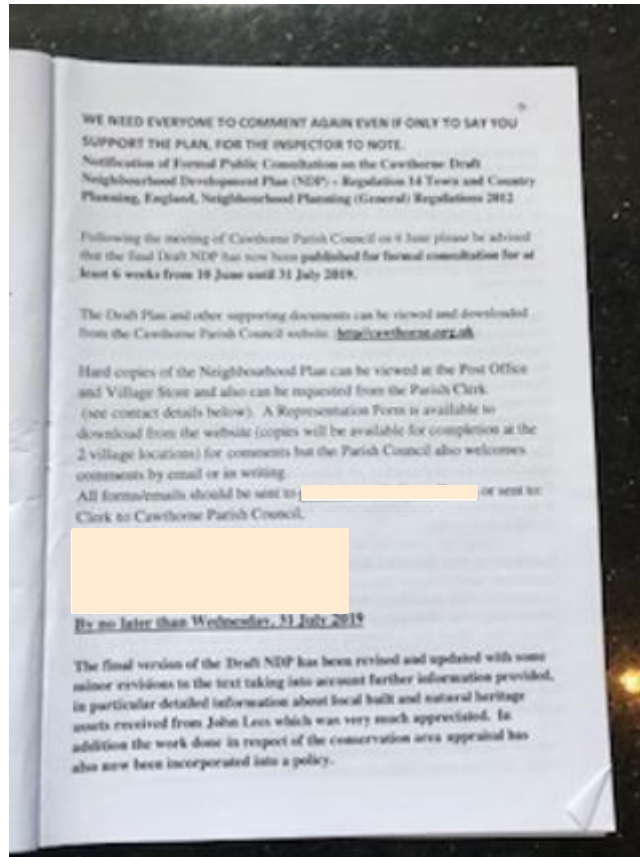 WE NEED EVERYONE TO COMMENT AGAIN EVEN IF ONLY TO SAY YOU
SUPPORT THE PLAN, FOR THE INSPECTOR TO NOTE.
Notification of Formal Public Consultation on the Cawthorne Draft
Neighbourhood Development Plan (NDP) – Regulation 14 Town and Country
Planning, England, Neighbourhood Planning (General) Regulations 2012
Following the meeting of Cawthorne Parish Council on 6 June please be advised
that the final Draft NDP has now been published for formal consultation for at
least 6 weeks from 10 June until 31 July 2019.
The Draft Plan and other supporting documents can be viewed and downloaded
from the Cawthorne Parish Council website
Hard copies of the Neighbourhood Plan can be viewed at the Post Office
and Village Store and also can be requested from the Parish Clerk
(see contact details below). A Representation Form is available to
download from the website (copies will be available for completion at the
2 village locations) for comments but the Parish Council also welcomes
comments by email or in writing
All forms/emails should be sent to or sent to:
Clerk to Cawthorne Parish Council,
By no later than Wednesday, 31 July 2019
The final version of the Draft NDP has been revised and updated with some
minor revisions to the text taking into account further information provided,
in particular detailed information about local built and natural heritage
assets received from John Lees which was very much appreciated. In
addition the work done in respect of the conservation area appraisal has
also now been incorporated into a policy.